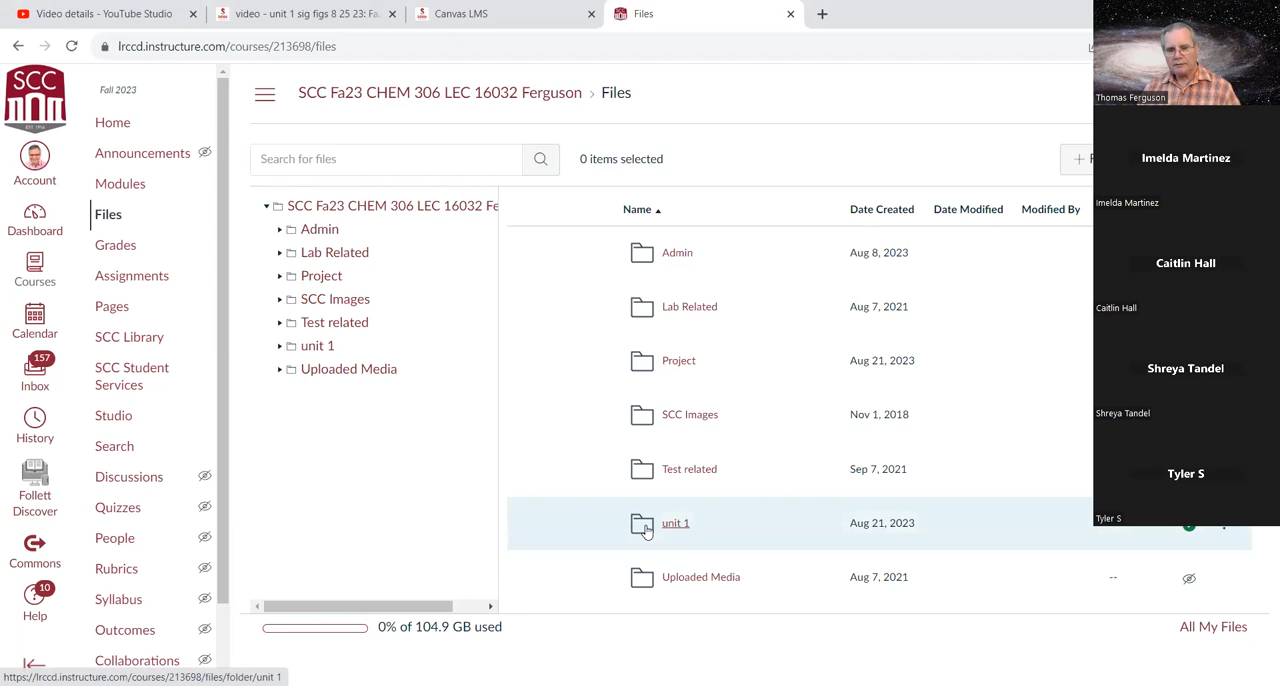 Video details - YouTube Studio
video - unit 1 sig figs 8 25 23: Fa
Canvas LMS
Files
lrccd.instructure.com/courses/213698/files
SCC
EST. 1916
Account
Dashboard
Courses
Calendar
157
Inbox
History
Follett
Discover
Commons
10
Help
Fall 2023
Home
Announcements
Modules
Files
Grades
Assignments
Pages
SCC Library
SCC Student
Services
Studio
Search
Discussions
Quizzes
People
Rubrics
Syllabus
Outcomes
Collaborations
SCC Fa23 CHEM 306 LEC 16032 Ferguson > Files
Search for files
0 items selected
+ F
SCC Fa23 CHEM 306 LEC 16032 Fe
Admin
Lab Related
Project
SCC Images
Test related
unit 1
Uploaded Media
Name Date Created Date Modified Modified By
Admin Aug 8, 2023
Lab Related Aug 7, 2021
Project Aug 21, 2023
SCC Images Nov 1, 2018
Test related Sep 7, 2021
unit 1 Aug 21, 2023
Uploaded Media Aug 7, 2021 --
0% of 104.9 GB used
All My Files
Thomas Ferguson
Imelda Martinez
Imelda Martinez
Caitlin Hall
Caitlin Hall
Shreya Tandel
Shreya Tandel
Tyler S
Tyler S
https://lrccd.instructure.com/courses/213698/files/folder/unit 1